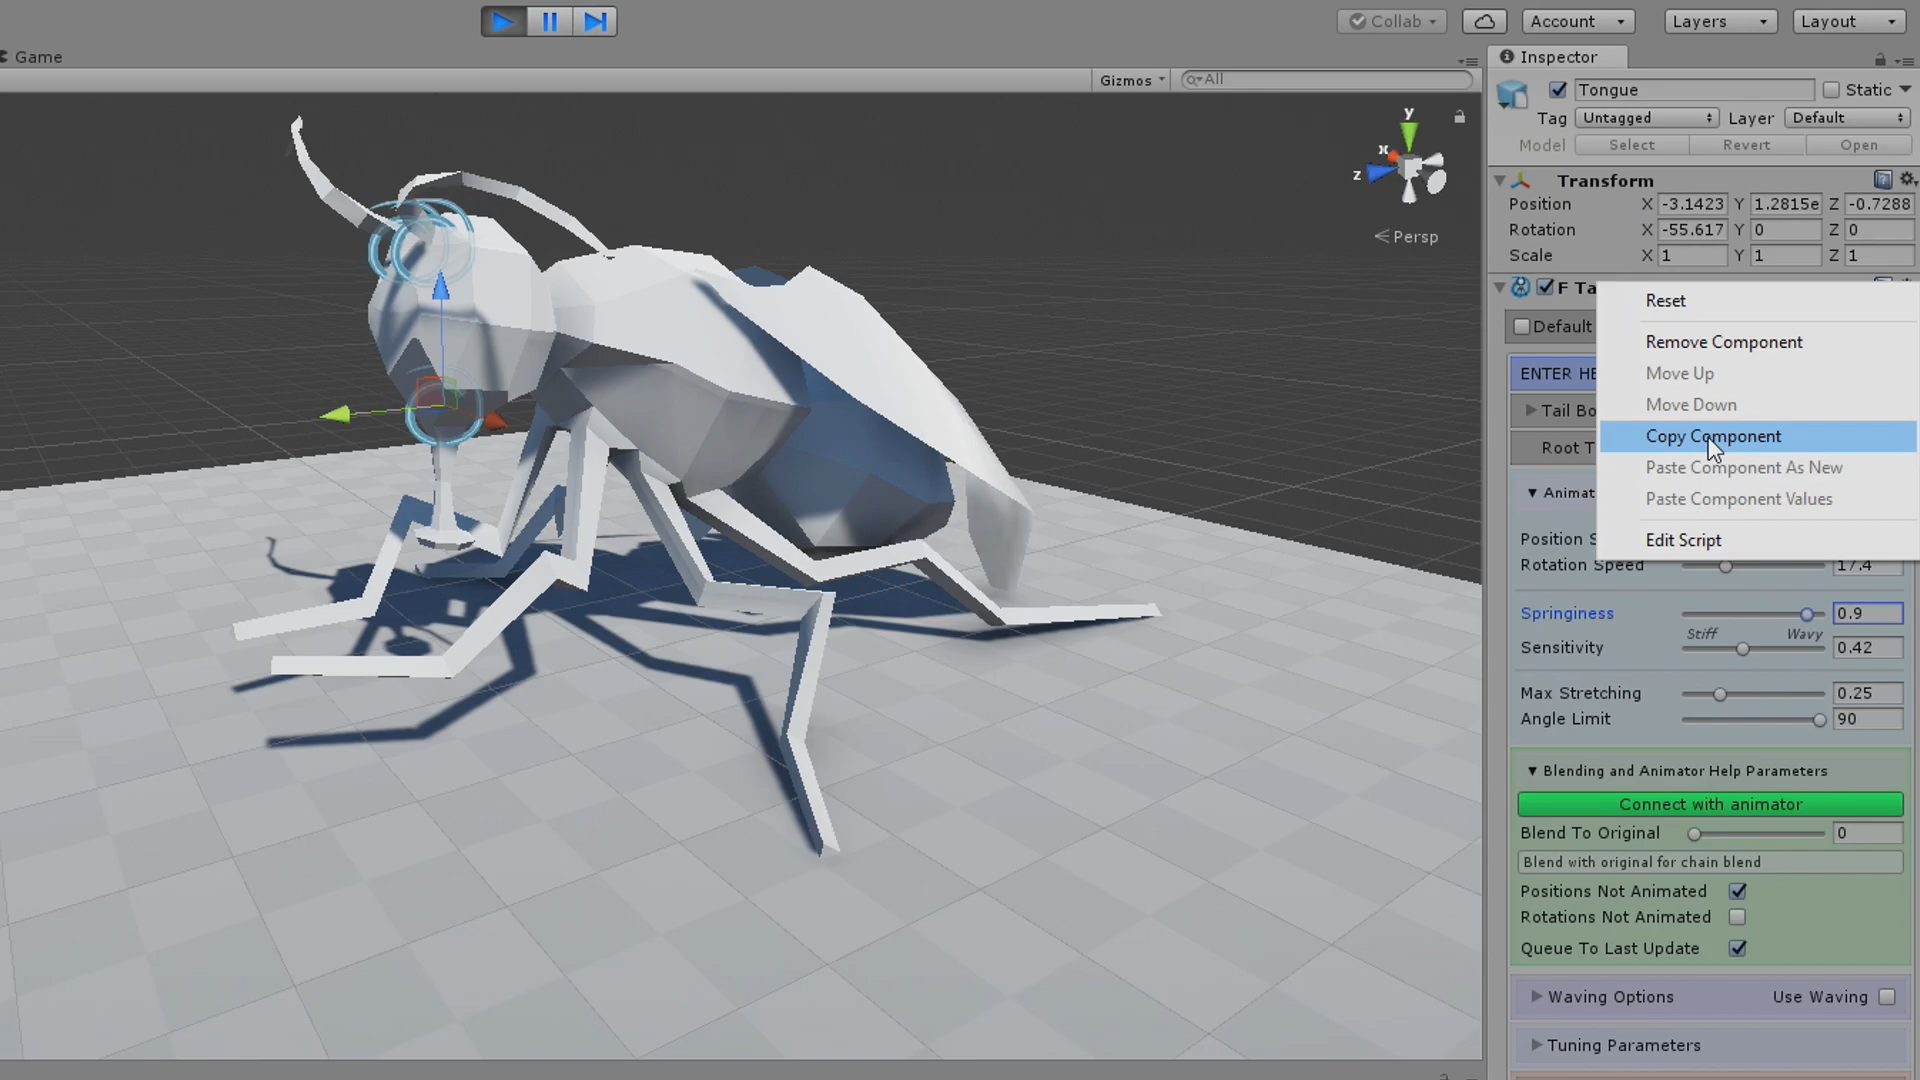 Collab
Account
Layers
Layout
Game
Inspector
Gizmos
All
Tongue
Static
Tag Untagged Layer Default
Model Select Revert Open
y
x
z
Persp
Transform
Position X -3.1423 Y 1.2815e Z -0.7288
Rotation X -55.617 Y 0 Z 0
Scale X 1 Y 1 Z 1
F Ta
Reset
Default
Remove Component
ENTER HE
Move Up
Tail Bo
Move Down
Copy Component
Root T
Paste Component As New
Animat
Paste Component Values
Position S
Edit Script
Rotation Speed 17.4
Springiness 0.9
Stiff Wavy
Sensitivity 0.42
Max Stretching 0.25
Angle Limit 90
Blending and Animator Help Parameters
Connect with animator
Blend To Original 0
Blend with original for chain blend
Positions Not Animated
Rotations Not Animated
Queue To Last Update
Waving Options Use Waving
Tuning Parameters